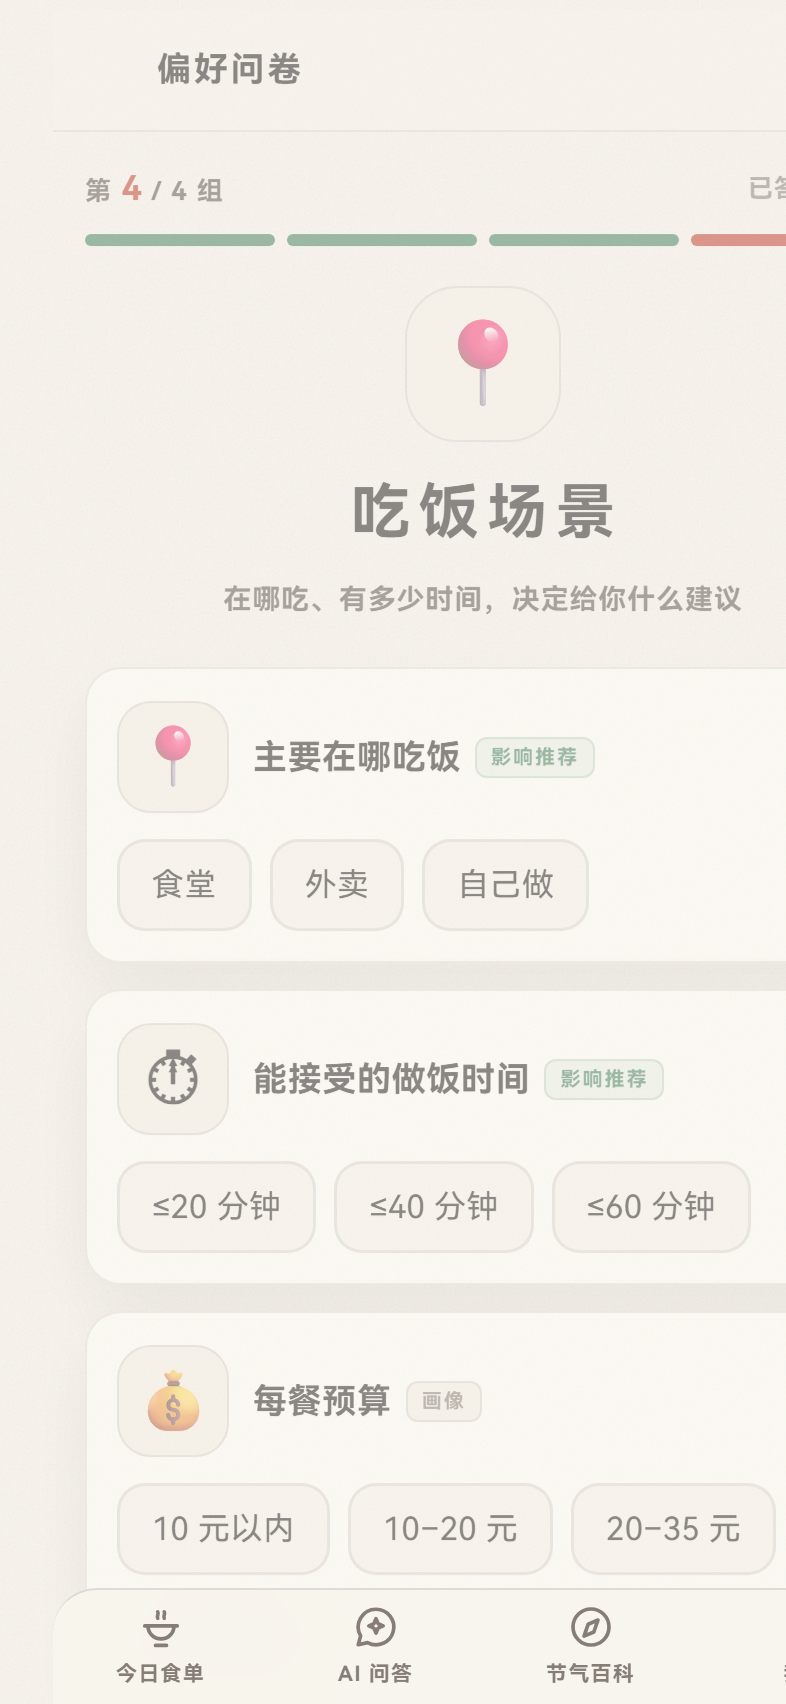 偏好问卷
第 4 / 4 组
已答
吃饭场景
在哪吃、有多少时间，决定给你什么建议
主要在哪吃饭 影响推荐
食堂 外卖 自己做
能接受的做饭时间 影响推荐
≤20 分钟 ≤40 分钟 ≤60 分钟
每餐预算 画像
10 元以内 10–20 元 20–35 元
今日食单 AI 问答 节气百科